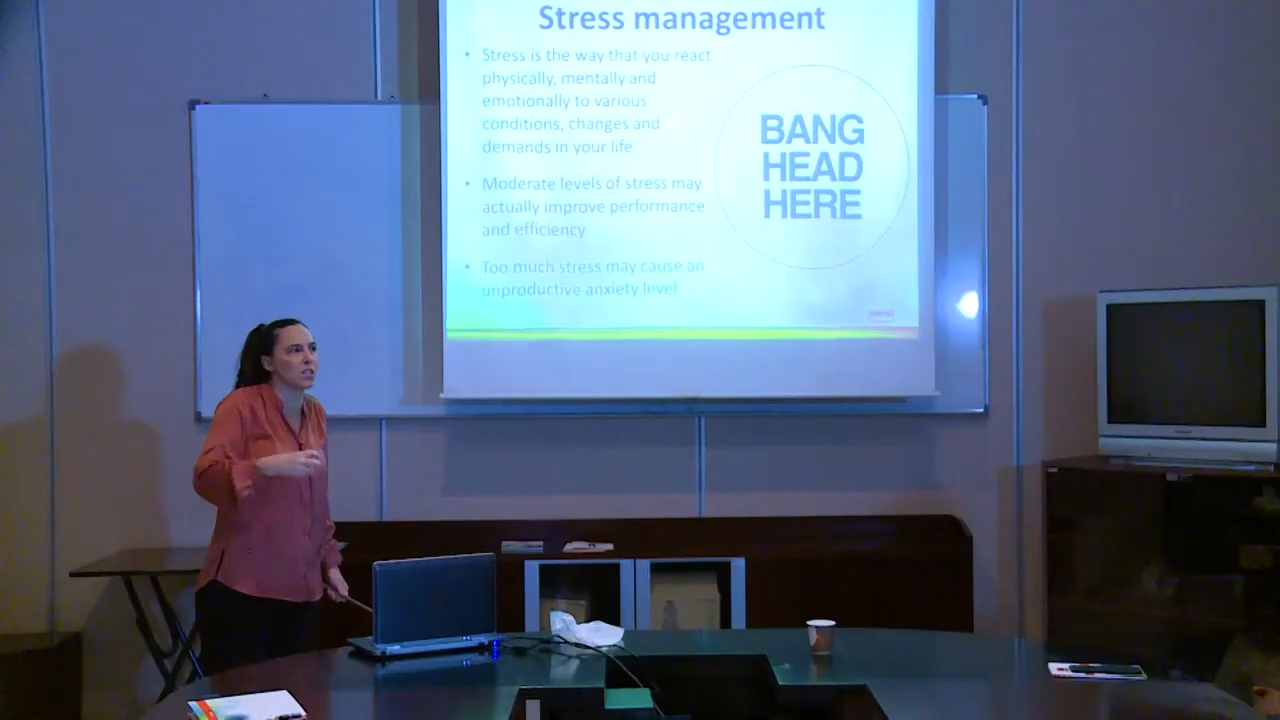 Stress management
• Stress is the way that you react
physically, mentally and
emotionally to various
conditions, changes and
demands in your life.
• Moderate levels of stress may
actually improve performance
and efficiency
• Too much stress may cause an
unproductive anxiety level
BANG
HEAD
HERE